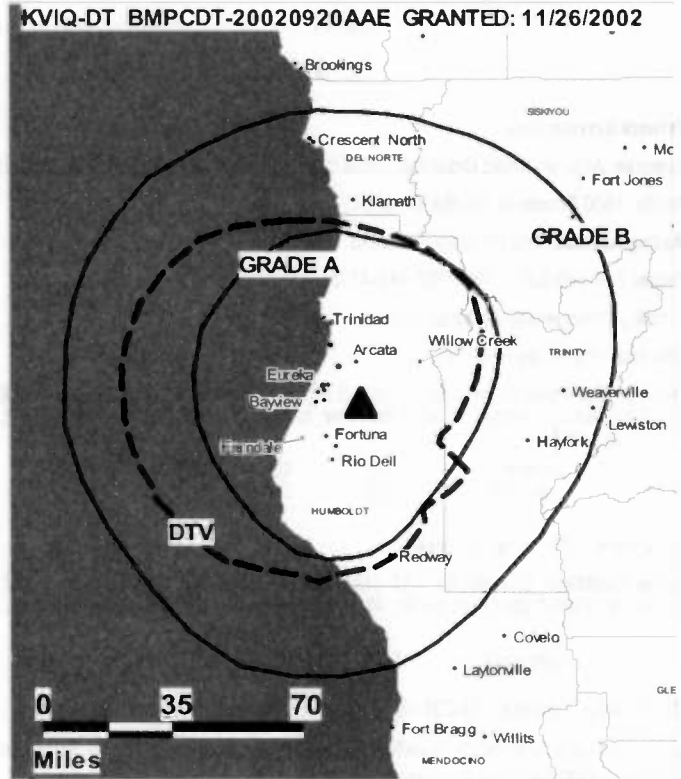 KVIQ-DT BMPCDT-20020920AAE GRANTED: 11/26/2002
Brookings
SISKIYOU
Crescent North
DEL NORTE
Mc
Fort Jones
Klamath
GRADE B
GRADE A
Trinidad
Willow Creek
Arcata
TRINITY
Eureka
Weaverville
Bayview
Lewiston
Fortuna
Hayfork
Ferndale
Rio Dell
HUMBOLDT
DTV
Redway
Covelo
Laytonville
GLE
0 35 70
Fort Bragg
Willits
Miles
MENDOCINO